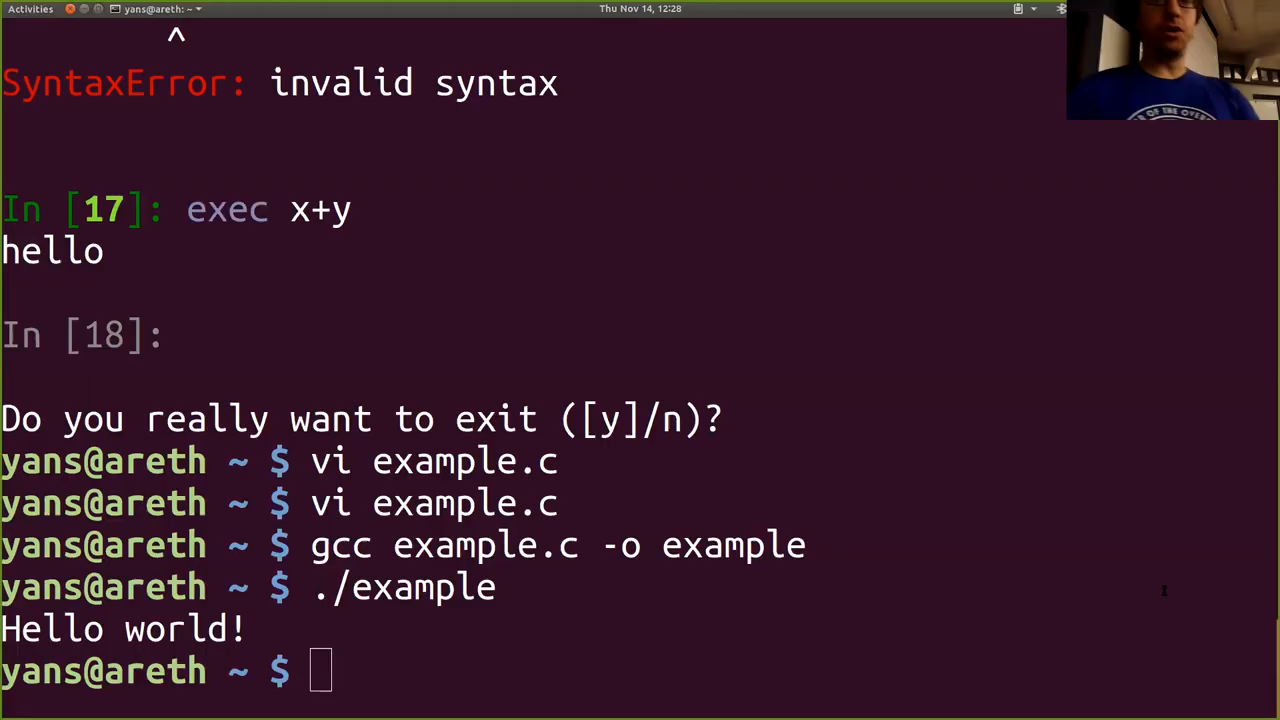 Activities yans@areth: ~ Thu Nov 14, 12:28
^
SyntaxError: invalid syntax
In [17]: exec x+y
hello
In [18]:
Do you really want to exit ([y]/n)?
yans@areth ~ $ vi example.c
yans@areth ~ $ vi example.c
yans@areth ~ $ gcc example.c -o example
yans@areth ~ $ ./example
Hello world!
yans@areth ~ $
OF THE